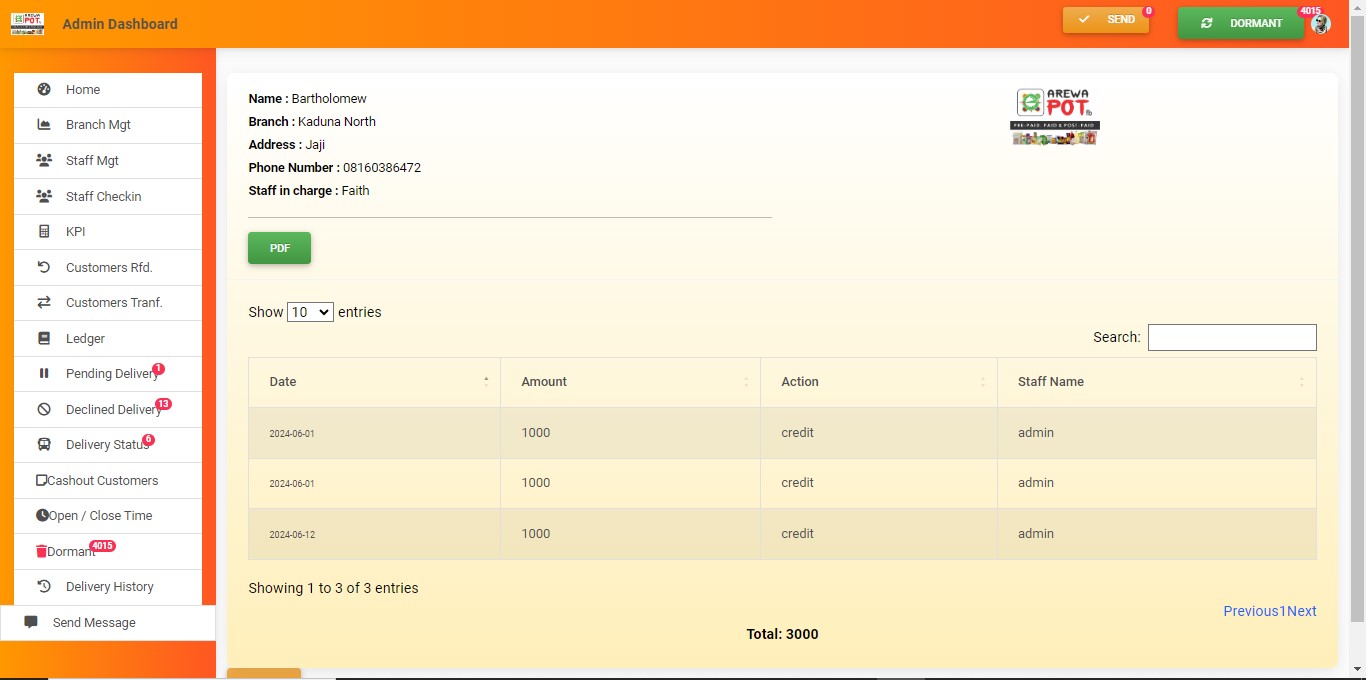 Admin Dashboard
SEND
0
DORMANT
4015
Home
Branch Mgt
Staff Mgt
Staff Checkin
KPI
Customers Rfd.
Customers Tranf.
Ledger
Pending Delivery
1
Declined Delivery
13
Delivery Status
6
Cashout Customers
Open / Close Time
Dormant
4015
Delivery History
Send Message
Name : Bartholomew
Branch : Kaduna North
Address : Jaji
Phone Number : 08160386472
Staff in charge : Faith
AREWA
POT.
PRE-PAID, PAID & POST-PAID
PDF
Show 10 entries
Search:
Date Amount Action Staff Name
2024-06-01 1000 credit admin
2024-06-01 1000 credit admin
2024-06-12 1000 credit admin
Showing 1 to 3 of 3 entries
Previous1Next
Total: 3000